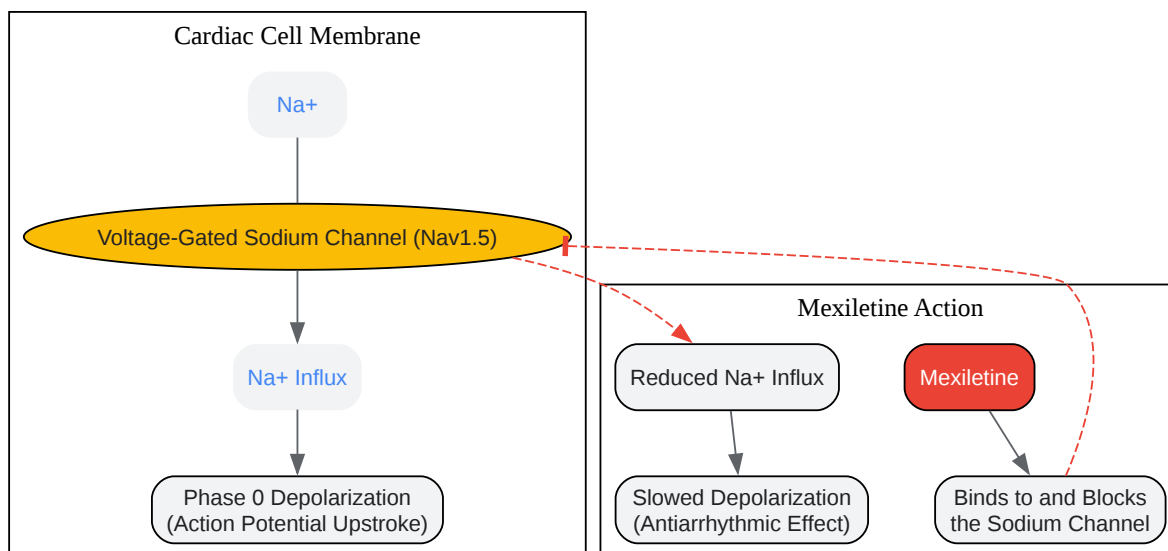 Cardiac Cell Membrane
Na+
Voltage-Gated Sodium Channel (Nav1.5)
Na+ Influx
Phase 0 Depolarization
(Action Potential Upstroke)
Mexiletine Action
Reduced Na+ Influx
Mexiletine
Slowed Depolarization
(Antiarrhythmic Effect)
Binds to and Blocks
the Sodium Channel